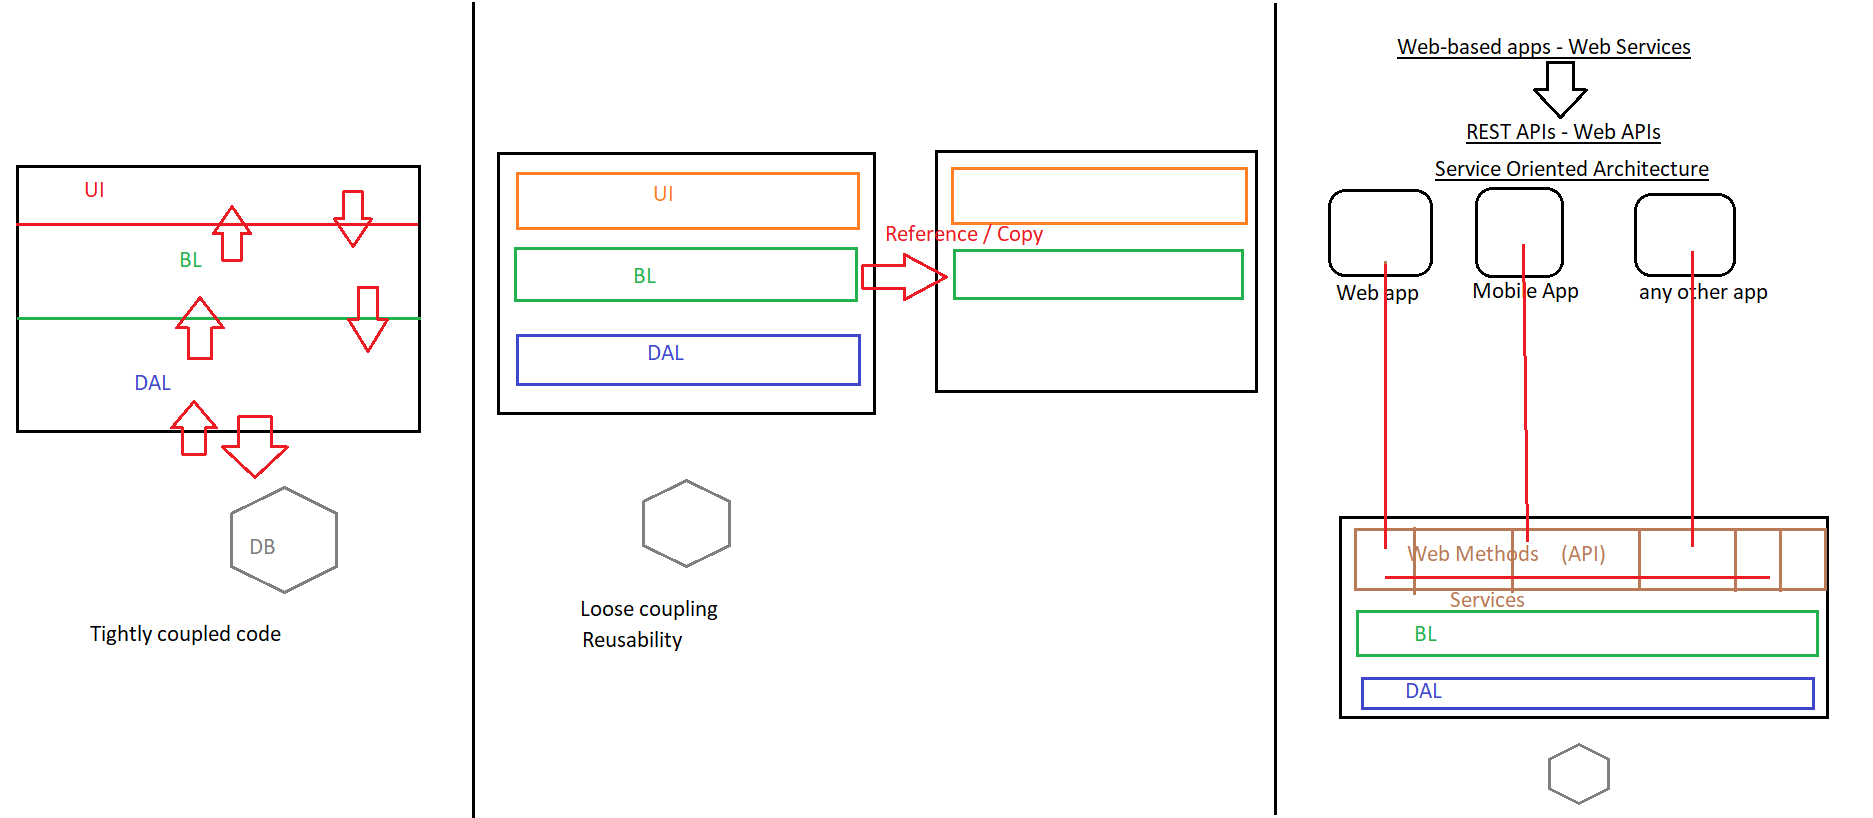 UI
BL
DAL
DB
Tightly coupled code
UI
BL
DAL
Reference / Copy
Loose coupling
Reusability
Web-based apps - Web Services
REST APIs - Web APIs
Service Oriented Architecture
Web app
Mobile App
any other app
Web Methods (API)
Services
BL
DAL